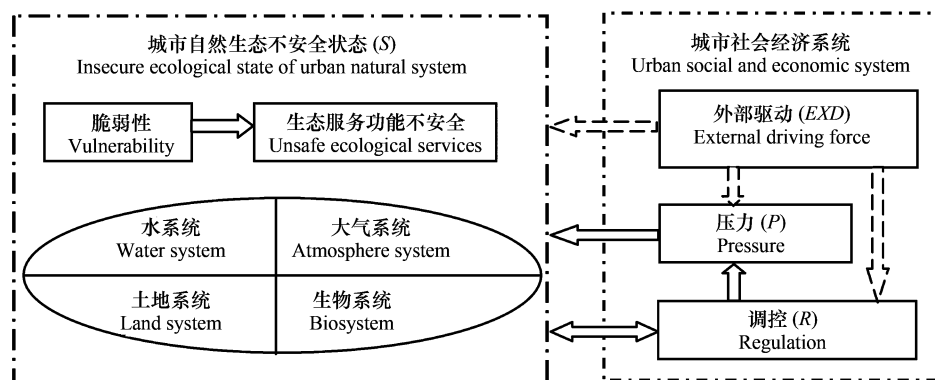 城市自然生态不安全状态 (S)
Insecure ecological state of urban natural system
脆弱性
Vulnerability
生态服务功能不安全
Unsafe ecological services
水系统
Water system
大气系统
Atmosphere system
土地系统
Land system
生物系统
Biosystem
城市社会经济系统
Urban social and economic system
外部驱动 (EXD)
External driving force
压力 (P)
Pressure
调控 (R)
Regulation